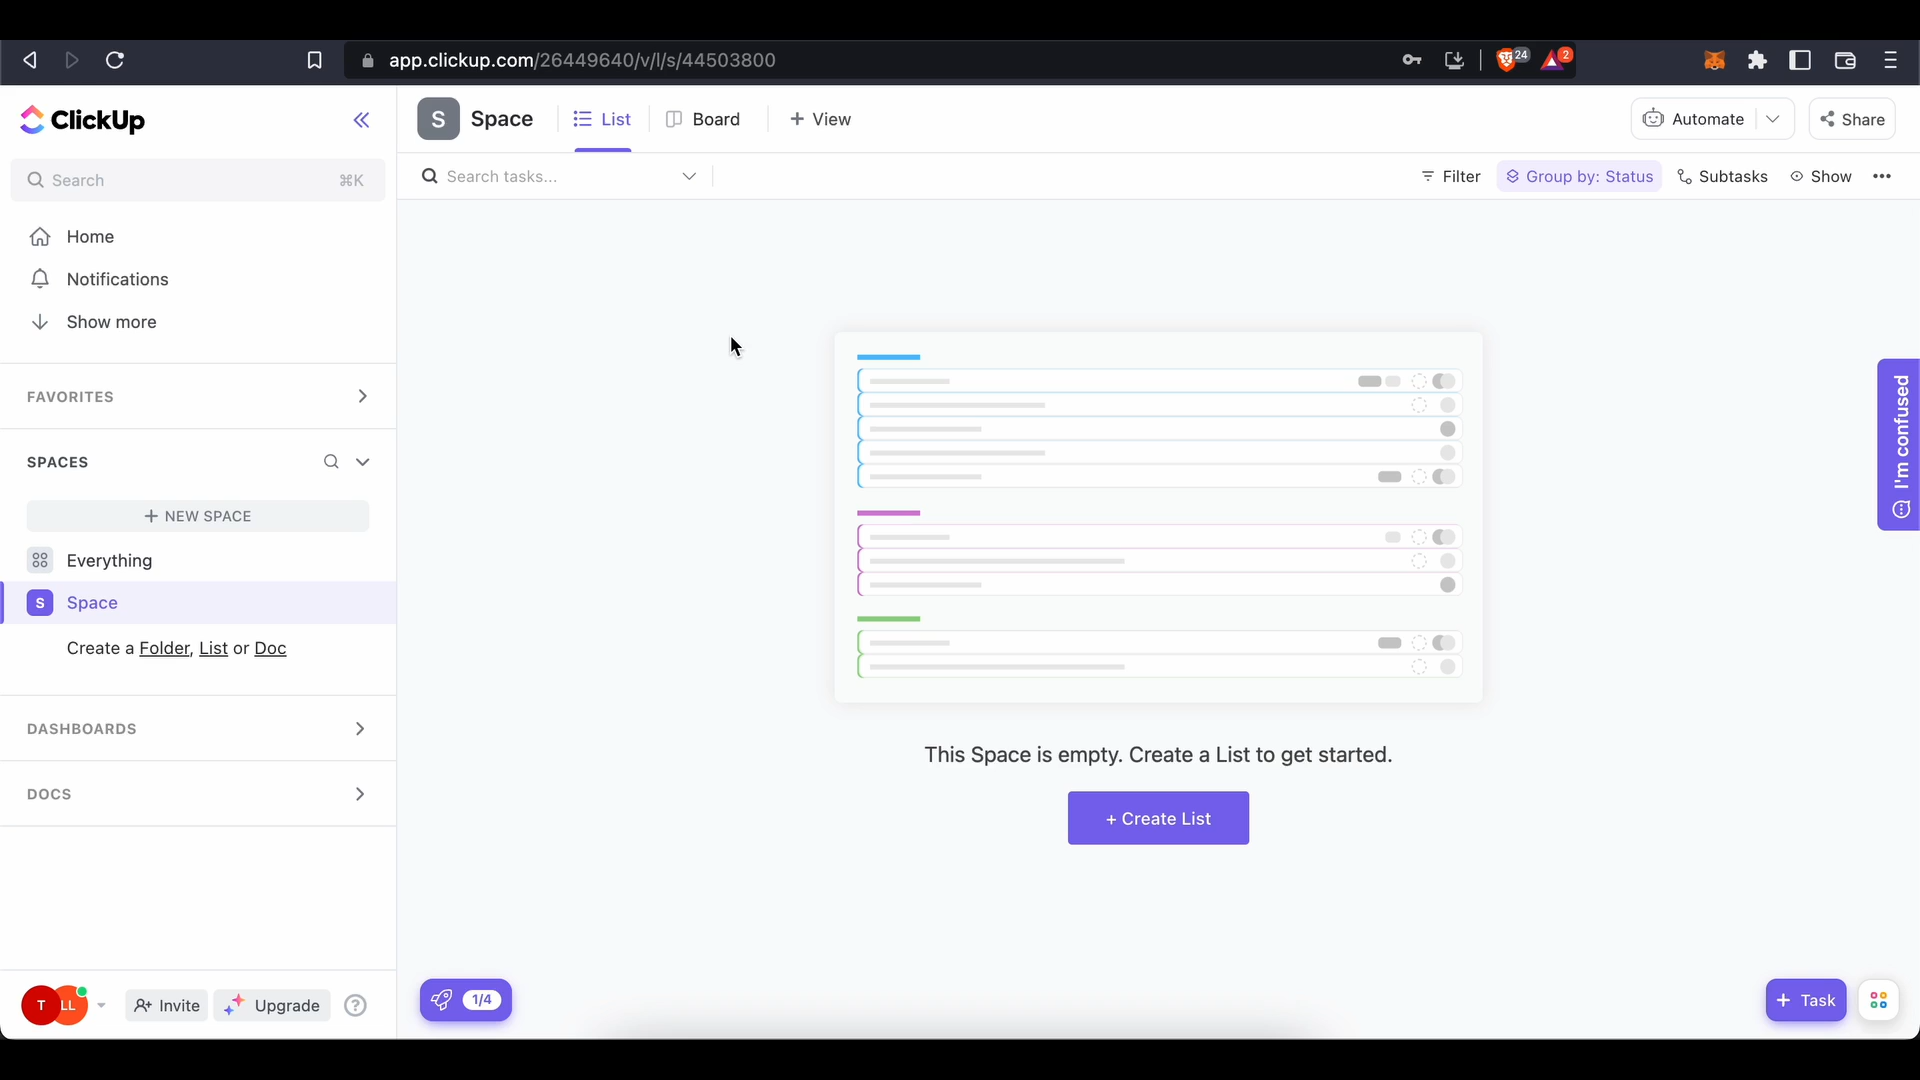 app.clickup.com/26449640/v/l/s/44503800
24
2
ClickUp
S Space
List
Board
+ View
Automate
Share
Search ⌘K
Search tasks...
Filter
Group by: Status
Subtasks
Show
Home
Notifications
Show more
FAVORITES
I'm confused
SPACES
+ NEW SPACE
Everything
S Space
Create a Folder, List or Doc
DASHBOARDS
This Space is empty. Create a List to get started.
DOCS
+ Create List
T LL
Invite
Upgrade
?
1/4
+ Task